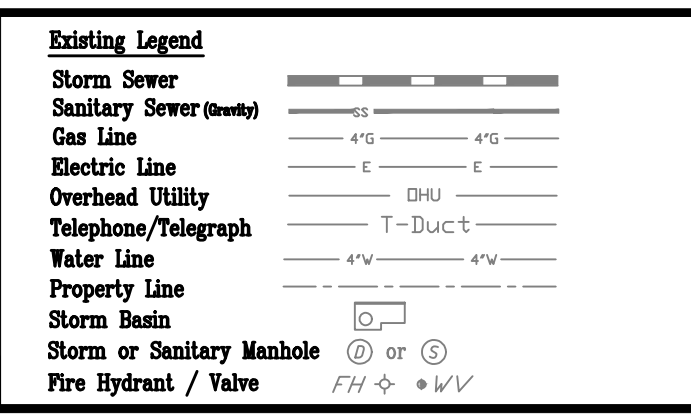 Existing Legend
Storm Sewer
Sanitary Sewer (Gravity) SS
Gas Line 4"G 4"G
Electric Line E E
Overhead Utility OHU
Telephone/Telegraph T-Duct
Water Line 4"W 4"W
Property Line
Storm Basin
Storm or Sanitary Manhole D or S
Fire Hydrant / Valve FH WV